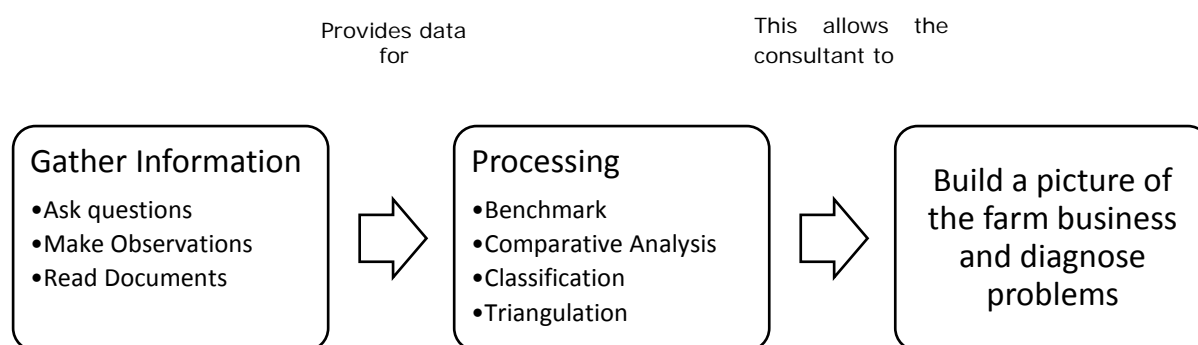 Provides data
for
This allows the
consultant to
Gather Information
•Ask questions
•Make Observations
•Read Documents
Processing
•Benchmark
•Comparative Analysis
•Classification
•Triangulation
Build a picture of
the farm business
and diagnose
problems